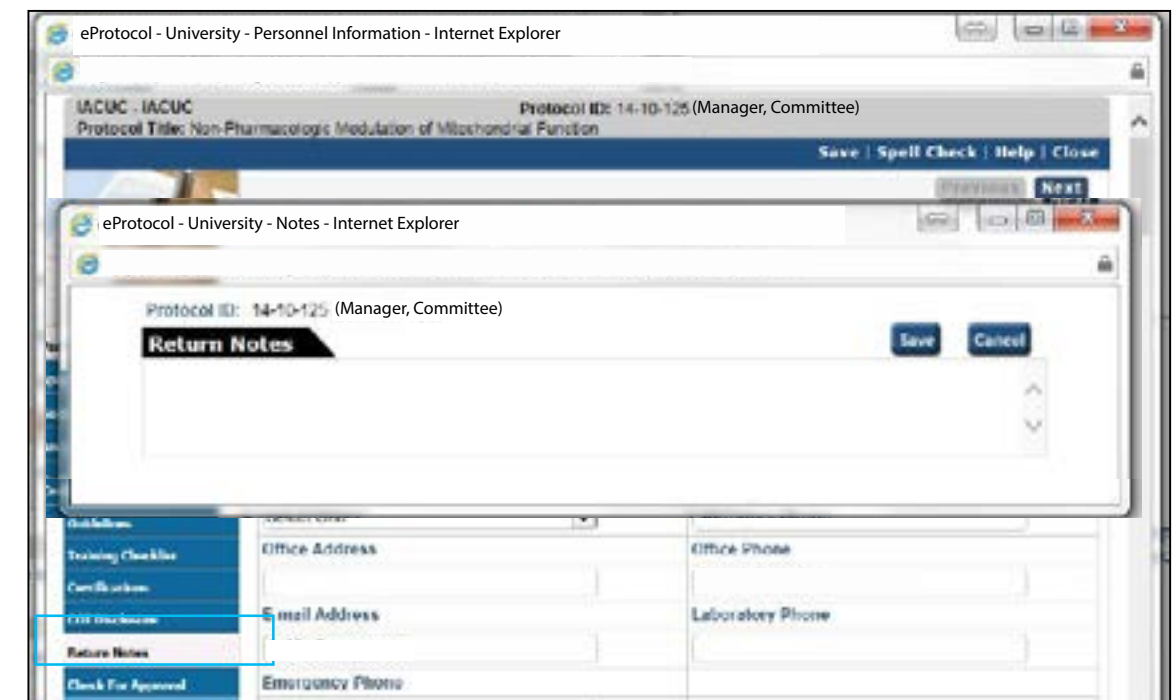 eProtocol - University - Personnel Information - Internet Explorer
IACUC - IACUC Protocol ID: 14-10-125 (Manager, Committee)
Protocol Title: Non-Pharmacologic Modulation of Mitochondrial Function
Save | Spell Check | Help | Close
Previous Next
eProtocol - University - Notes - Internet Explorer
Protocol ID: 14-10-125 (Manager, Committee)
Return Notes Save Cancel
Guidelines
Training Checklist Office Address Office Phone
Certifications
COI Disclosure E-mail Address Laboratory Phone
Return Notes
Check For Approval Emergency Phone